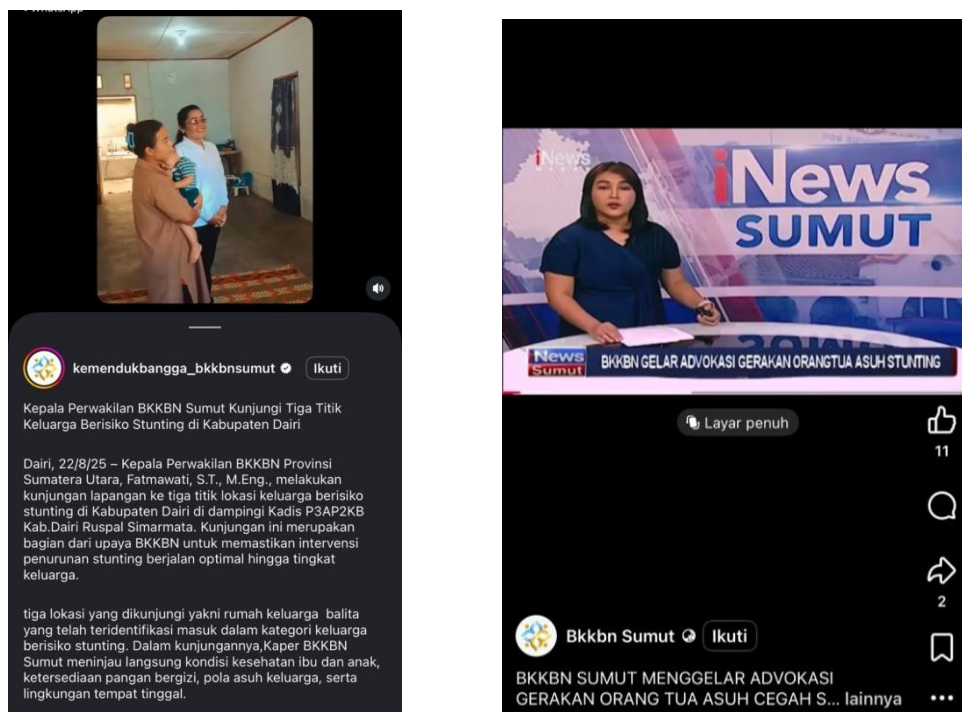 WhatsApp
kemendukbangga_bkkbnsumut
Ikuti
Kepala Perwakilan BKKBN Sumut Kunjungi Tiga Titik
Keluarga Berisiko Stunting di Kabupaten Dairi
Dairi, 22/8/25 – Kepala Perwakilan BKKBN Provinsi
Sumatera Utara, Fatmawati, S.T., M.Eng., melakukan
kunjungan lapangan ke tiga titik lokasi keluarga berisiko
stunting di Kabupaten Dairi di dampingi Kadis P3AP2KB
Kab.Dairi Ruspal Simarmata. Kunjungan ini merupakan
bagian dari upaya BKKBN untuk memastikan intervensi
penurunan stunting berjalan optimal hingga tingkat
keluarga.
tiga lokasi yang dikunjungi yakni rumah keluarga balita
yang telah teridentifikasi masuk dalam kategori keluarga
berisiko stunting. Dalam kunjungannya,Kaper BKKBN
Sumut meninjau langsung kondisi kesehatan ibu dan anak,
ketersediaan pangan bergizi, pola asuh keluarga, serta
lingkungan tempat tinggal.
iNews
iNews
SUMUT
iNews
Sumut
BKKBN GELAR ADVOKASI GERAKAN ORANGTUA ASUH STUNTING
Layar penuh
11
2
Bkkbn Sumut
Ikuti
BKKBN SUMUT MENGGELAR ADVOKASI
GERAKAN ORANG TUA ASUH CEGAH S... lainnya